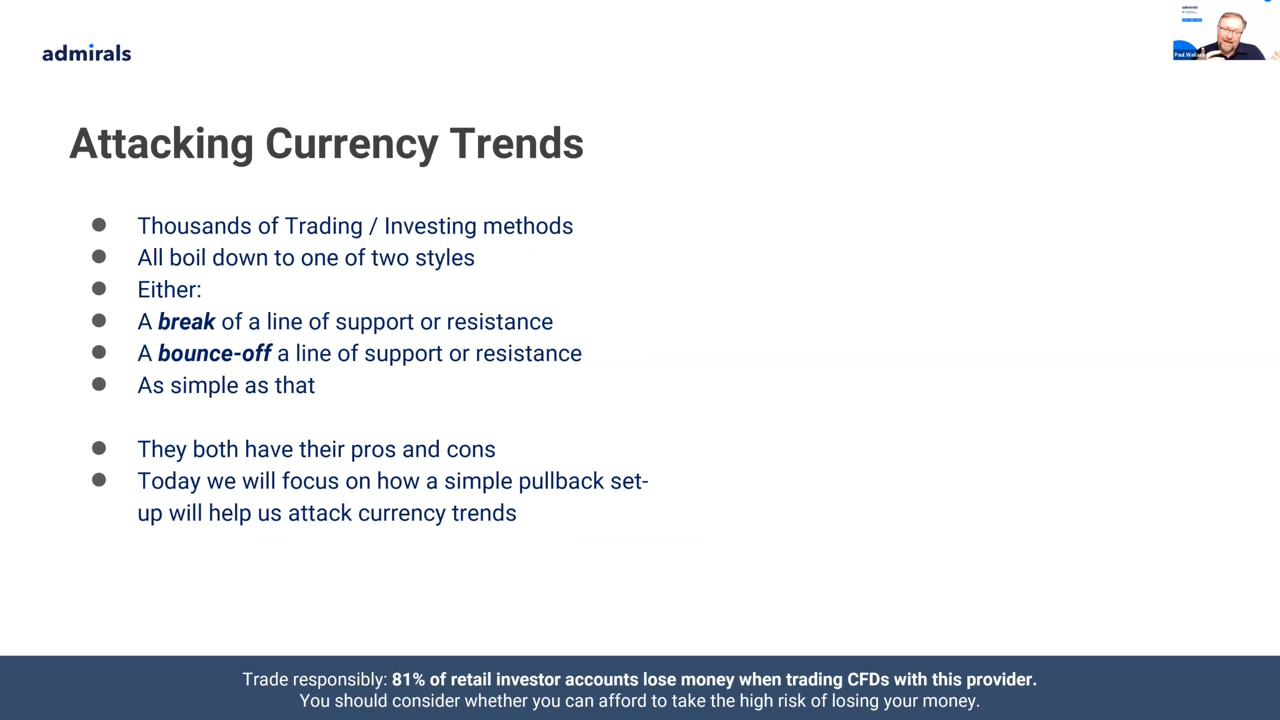 admirals
admirals
Paul Walla
Attacking Currency Trends
● Thousands of Trading / Investing methods
● All boil down to one of two styles
● Either:
● A break of a line of support or resistance
● A bounce-off a line of support or resistance
● As simple as that
● They both have their pros and cons
● Today we will focus on how a simple pullback set-
up will help us attack currency trends
Trade responsibly: 81% of retail investor accounts lose money when trading CFDs with this provider.
You should consider whether you can afford to take the high risk of losing your money.